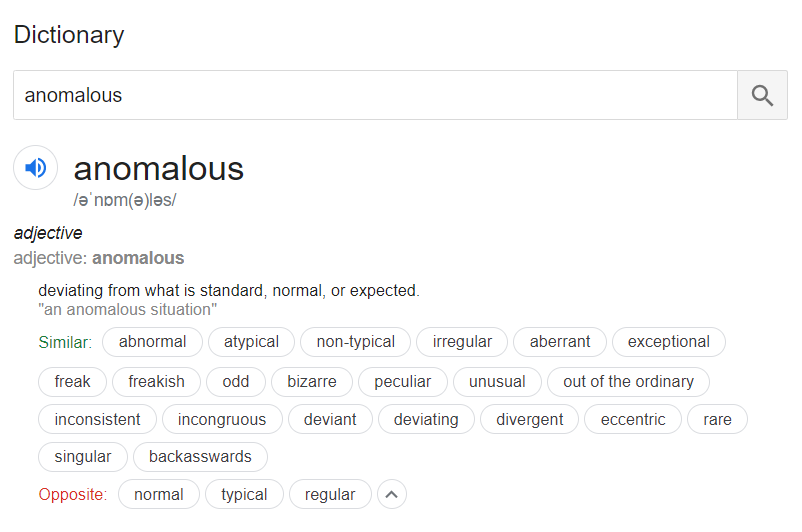 Dictionary
anomalous
anomalous
/əˈnɒm(ə)ləs/
adjective
adjective: anomalous
deviating from what is standard, normal, or expected.
"an anomalous situation"
Similar: abnormal atypical non-typical irregular aberrant exceptional
freak freakish odd bizarre peculiar unusual out of the ordinary
inconsistent incongruous deviant deviating divergent eccentric rare
singular backasswards
Opposite: normal typical regular